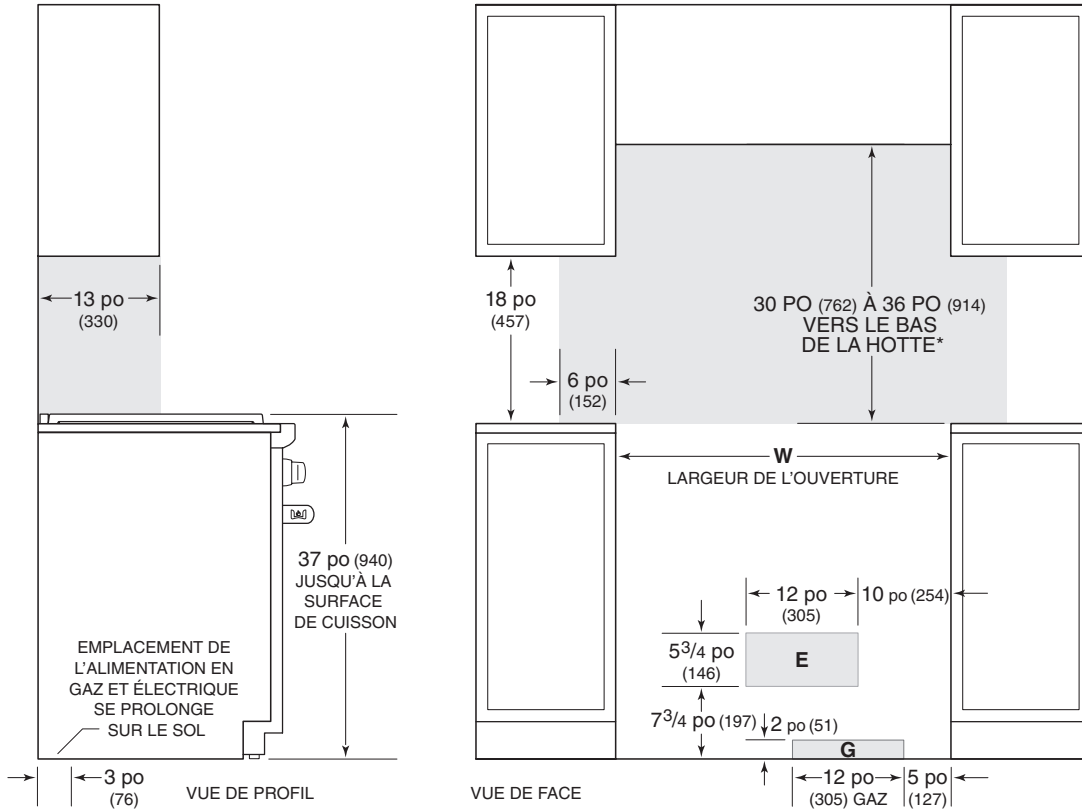 13 po
(330)
18 po
(457)
30 PO (762) À 36 PO (914)
VERS LE BAS
DE LA HOTTE*
6 po
(152)
W
LARGEUR DE L'OUVERTURE
37 po (940)
JUSQU'À LA
SURFACE
DE CUISSON
12 po
(305)
10 po (254)
EMPLACEMENT DE
L'ALIMENTATION EN
GAZ ET ÉLECTRIQUE
SE PROLONGE
SUR LE SOL
5 3/4 po
(146)
E
7 3/4 po (197)
2 po (51)
G
3 po
(76)
VUE DE PROFIL
VUE DE FACE
12 po
(305) GAZ
5 po
(127)